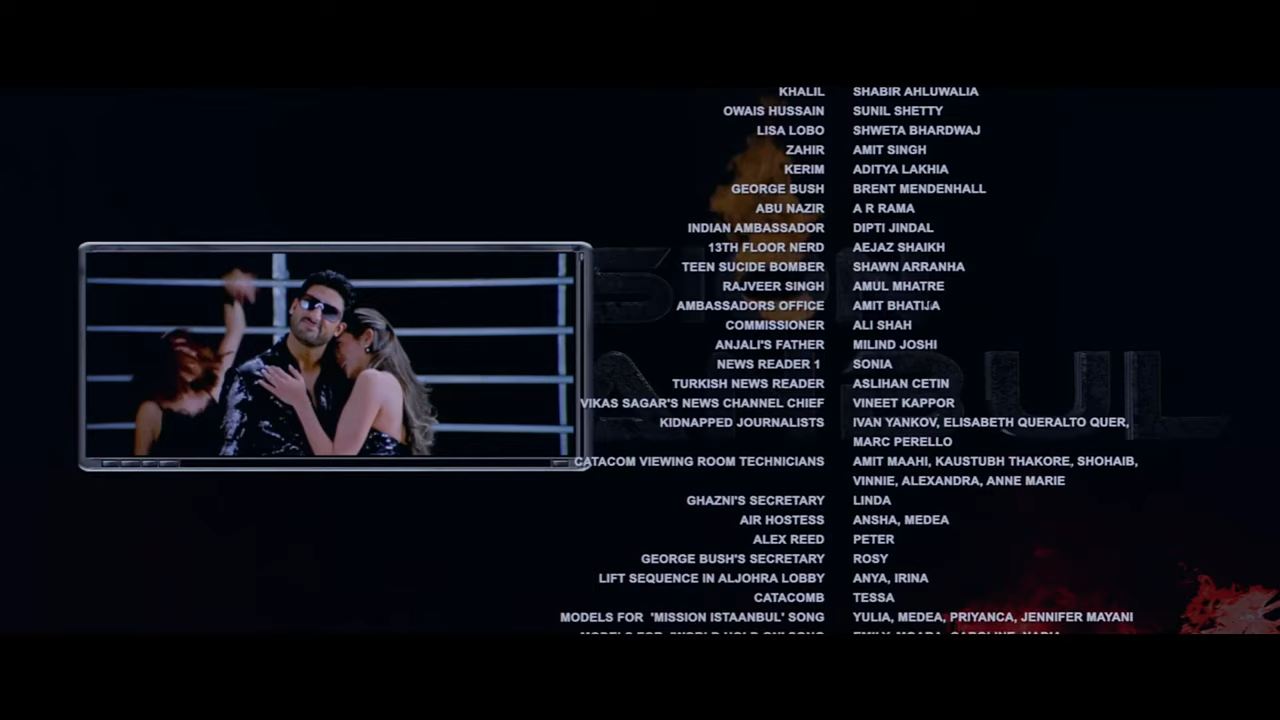 KHALIL SHABIR AHLUWALIA
OWAIS HUSSAIN SUNIL SHETTY
LISA LOBO SHWETA BHARDWAJ
ZAHIR AMIT SINGH
KERIM ADITYA LAKHIA
GEORGE BUSH BRENT MENDENHALL
ABU NAZIR A R RAMA
INDIAN AMBASSADOR DIPTI JINDAL
13TH FLOOR NERD AEJAZ SHAIKH
TEEN SUCIDE BOMBER SHAWN ARRANHA
RAJVEER SINGH AMUL MHATRE
AMBASSADORS OFFICE AMIT BHATIJA
COMMISSIONER ALI SHAH
ANJALI'S FATHER MILIND JOSHI
NEWS READER 1 SONIA
TURKISH NEWS READER ASLIHAN CETIN
VIKAS SAGAR'S NEWS CHANNEL CHIEF VINEET KAPPOR
KIDNAPPED JOURNALISTS IVAN YANKOV, ELISABETH QUERALTO QUER,
MARC PERELLO
CATACOM VIEWING ROOM TECHNICIANS AMIT MAAHI, KAUSTUBH THAKORE, SHOHAIB,
VINNIE, ALEXANDRA, ANNE MARIE
GHAZNI'S SECRETARY LINDA
AIR HOSTESS ANSHA, MEDEA
ALEX REED PETER
GEORGE BUSH'S SECRETARY ROSY
LIFT SEQUENCE IN ALJOHRA LOBBY ANYA, IRINA
CATACOMB TESSA
MODELS FOR 'MISSION ISTAANBUL' SONG YULIA, MEDEA, PRIYANCA, JENNIFER MAYANI